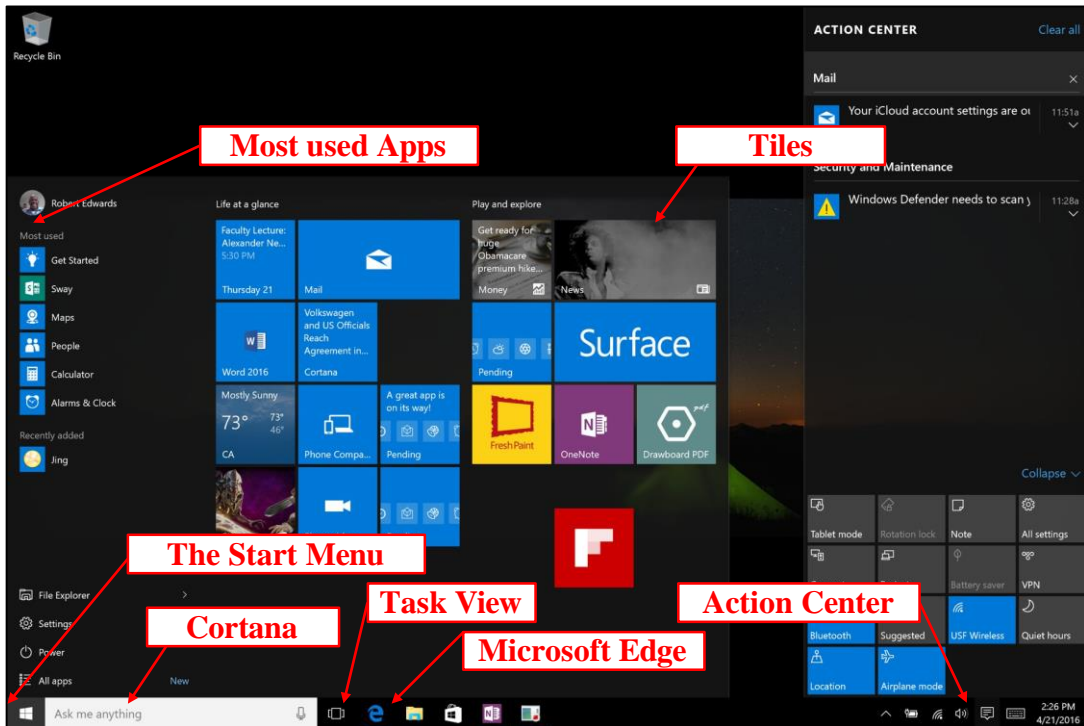 Recycle Bin
ACTION CENTER
Clear all
Mail
Your iCloud account settings are
11:51a
Most used Apps
Tiles
Security and Maintenance
Windows Defender needs to scan
11:28a
Robert Edwards
Most used
Get Started
Sway
Maps
People
Calculator
Alarms & Clock
Recently added
Jing
Life at a glance
Faculty Lecture:
Alexander Ne...
5:30 PM
Thursday 21
Mail
Word 2016
Volkswagen
and US Officials
Reach
Agreement in...
Cortana
Mostly Sunny
73°
73°
46°
CA
Phone Compa...
A great app is
on its way!
Pending
Play and explore
Get ready for
huge
Obamacare
premium hike...
Money
News
Pending
Surface
Fresh Paint
OneNote
pdf
Drawboard PDF
Collapse
Tablet mode
Rotation lock
Note
All settings
Battery saver
VPN
Bluetooth
Suggested
USF Wireless
Quiet hours
Location
Airplane mode
The Start Menu
Cortana
Task View
Microsoft Edge
Action Center
File Explorer
Settings
Power
All apps
New
Ask me anything
2:26 PM
4/21/2016